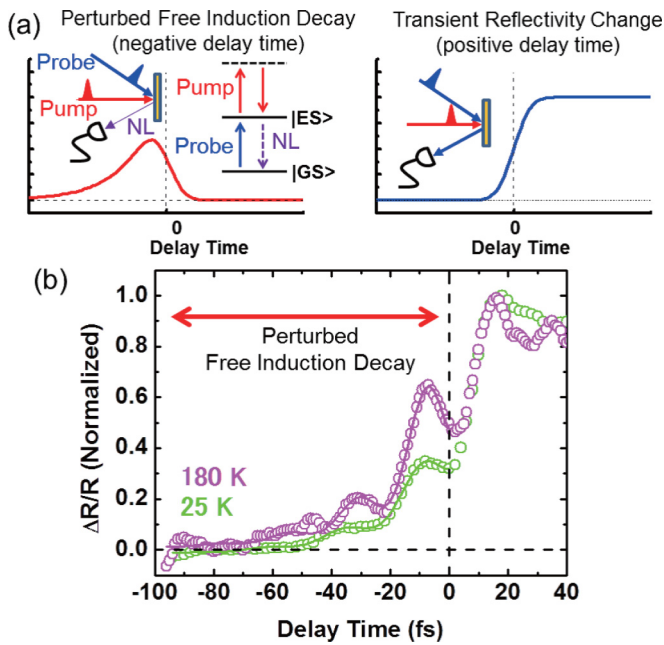 (a)
Perturbed Free Induction Decay
(negative delay time)
Probe
Pump
NL
Pump
|ES>
Probe
NL
|GS>
0
Delay Time
Transient Reflectivity Change
(positive delay time)
0
Delay Time
(b)
Perturbed
Free Induction Decay
180 K
25 K
ΔR/R (Normalized)
1.0
0.8
0.6
0.4
0.2
0.0
-100
-80
-60
-40
-20
0
20
40
Delay Time (fs)